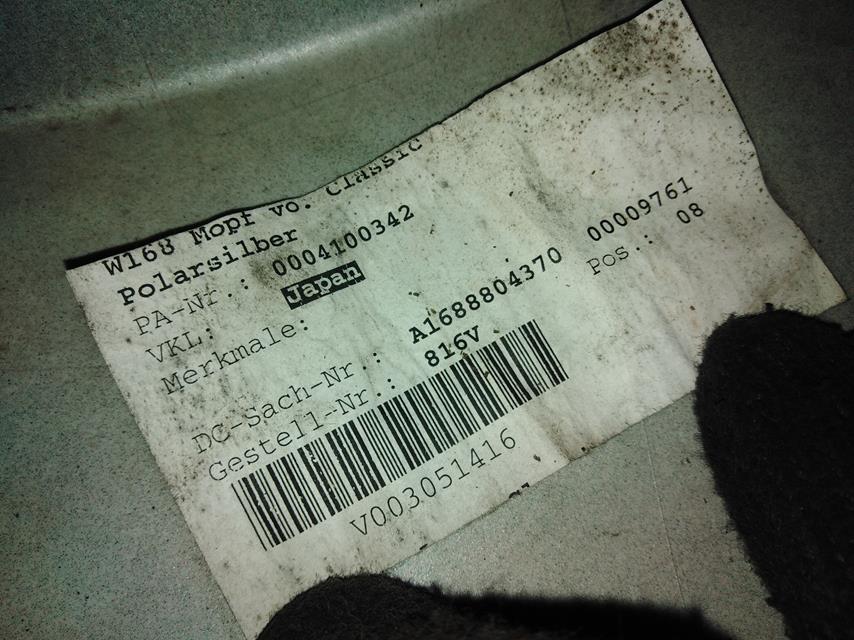 W168 Mopf vo. Classic
Polarsilber
PA-Nr.: 0004100342
VKL: Japan
Merkmale:
00009761
DC-Sach-Nr.: A1688804370 Pos.: 08
Gestell-Nr.: 816V
V003051416